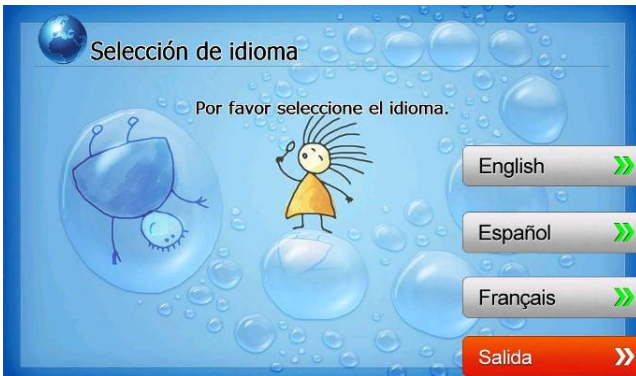 Selección de idioma
Por favor seleccione el idioma.
English
Español
Français
Salida